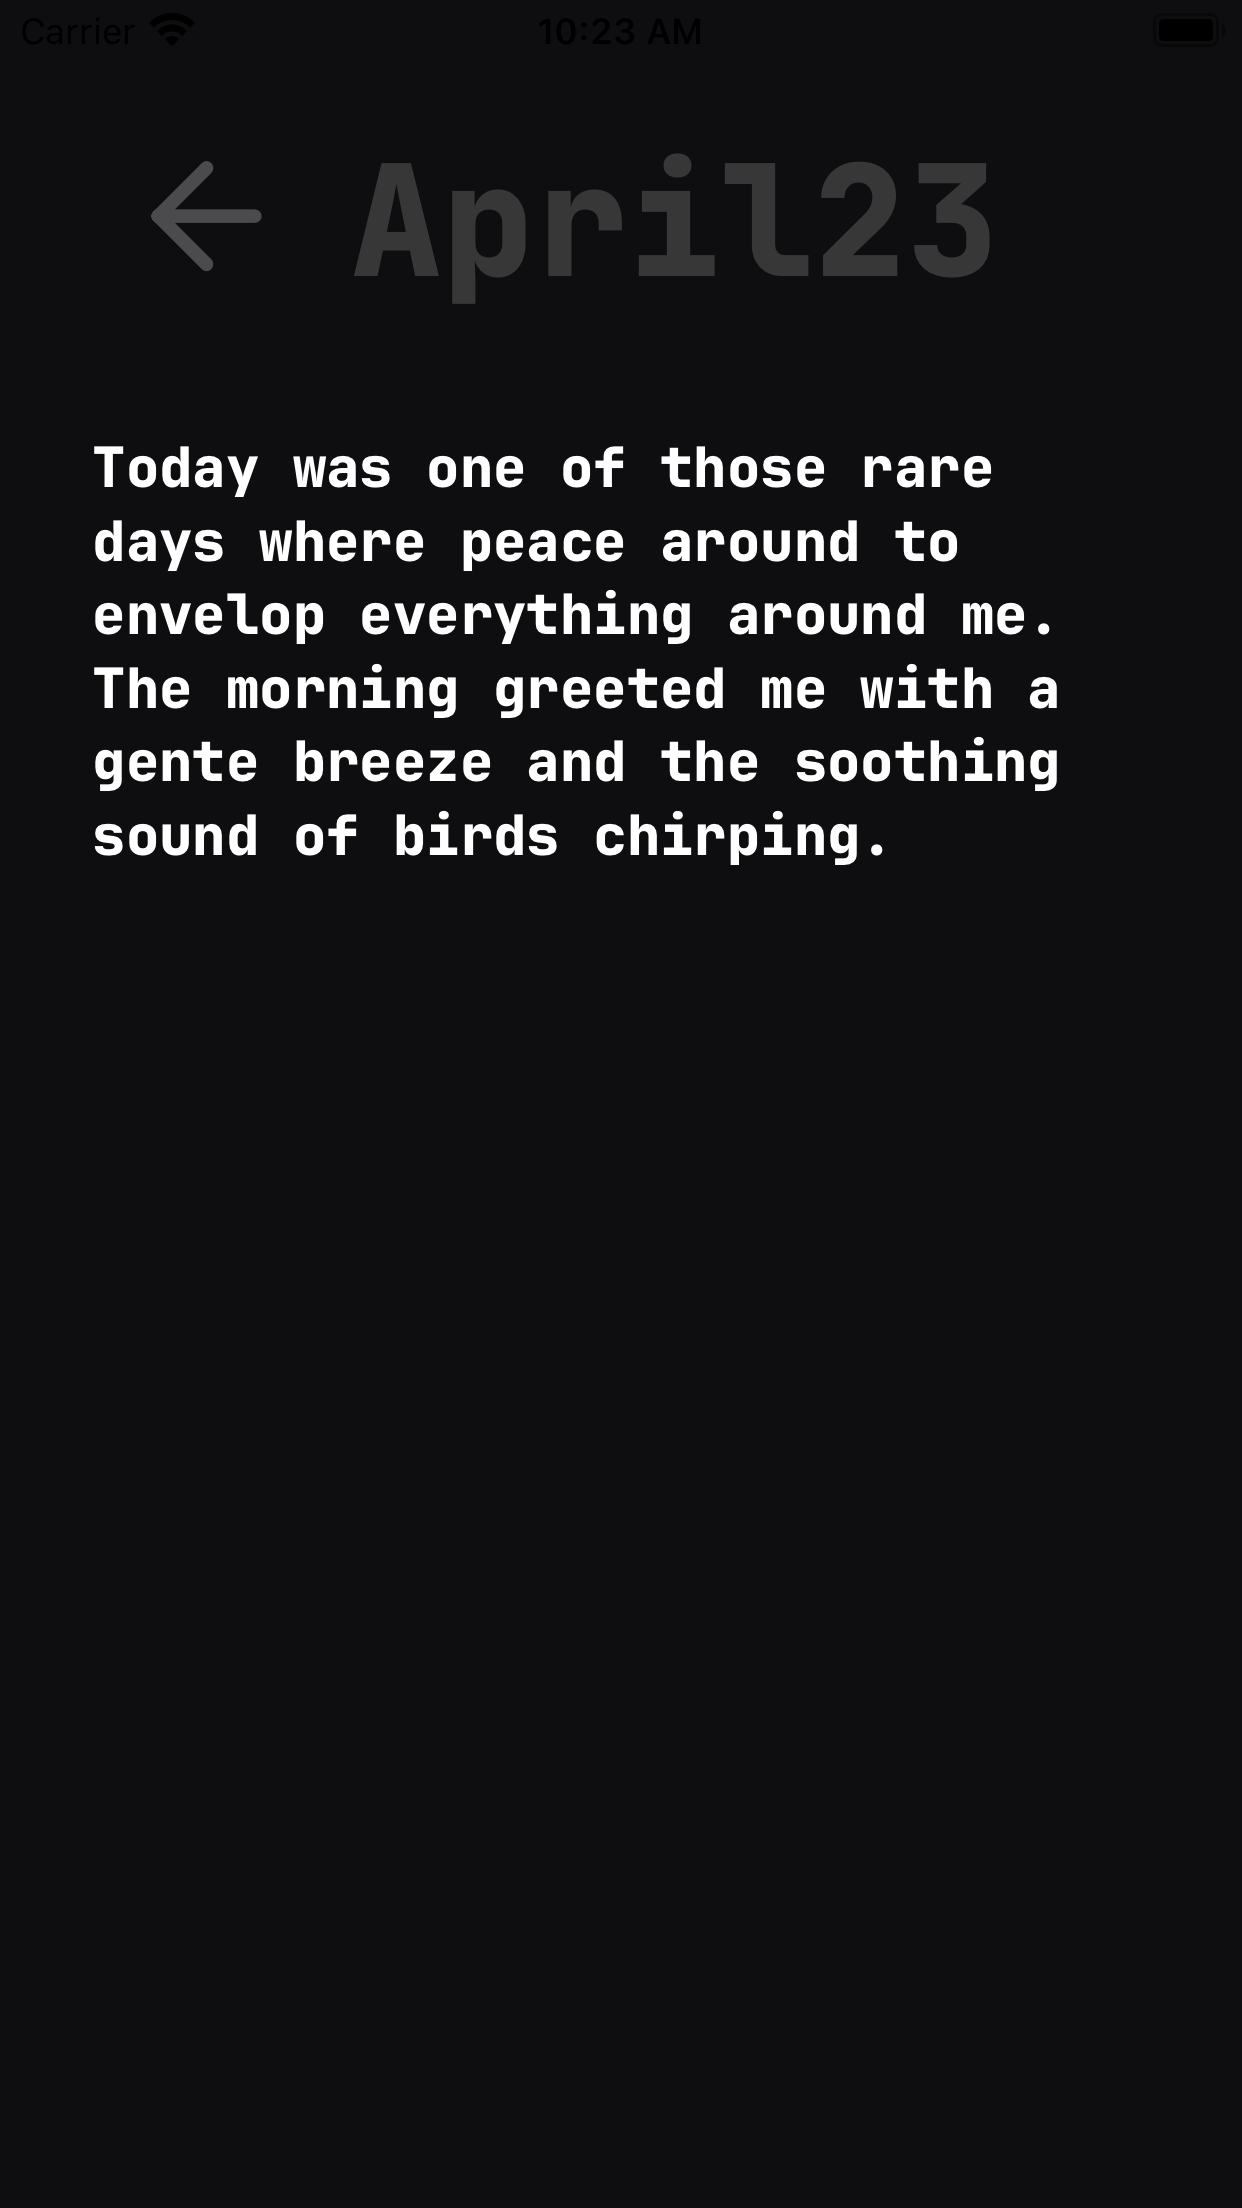 Carrier 10:23 AM
April23
Today was one of those rare
days where peace around to
envelop everything around me.
The morning greeted me with a
gente breeze and the soothing
sound of birds chirping.